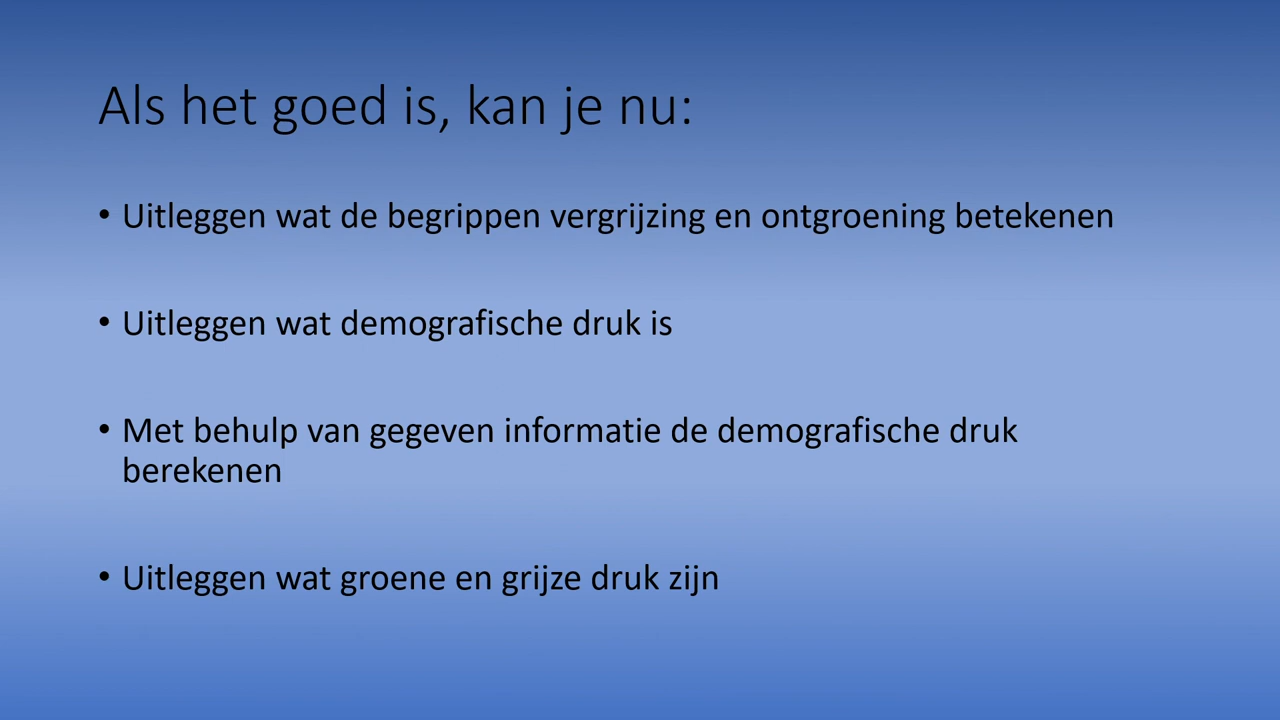 Als het goed is, kan je nu:
• Uitleggen wat de begrippen vergrijzing en ontgroening betekenen
• Uitleggen wat demografische druk is
• Met behulp van gegeven informatie de demografische druk
berekenen
• Uitleggen wat groene en grijze druk zijn